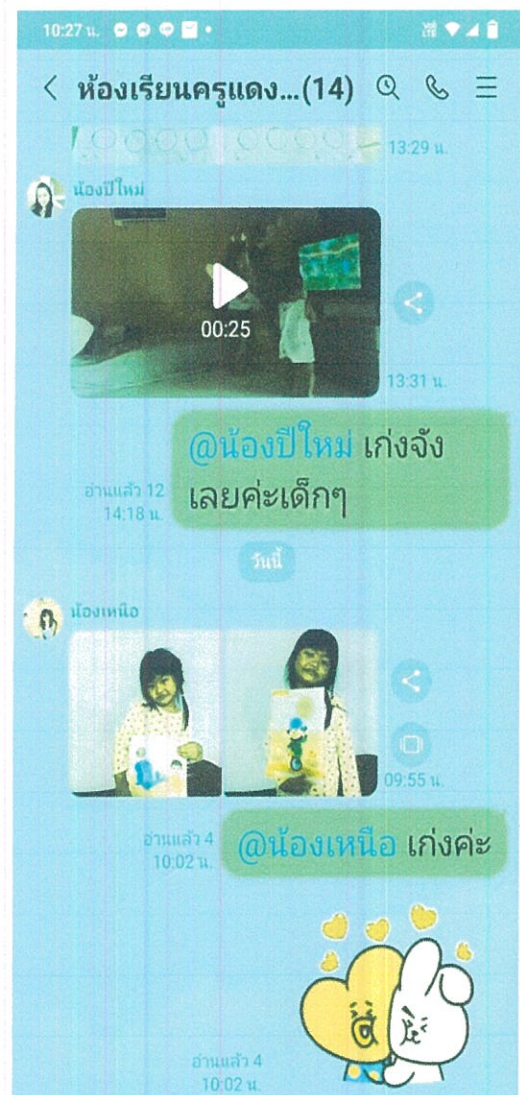 10:27 น.
ห้องเรียนครูแดง...(14)
13:29 น.
น้องปีใหม่
00:25
13:31 น.
@น้องปีใหม่ เก่งจัง
เลยค่ะเด็กๆ
อ่านแล้ว 12
14:18 น.
วันนี้
น้องเหนือ
09:55 น.
@น้องเหนือ เก่งค่ะ
อ่านแล้ว 4
10:02 น.
อ่านแล้ว 4
10:02 น.